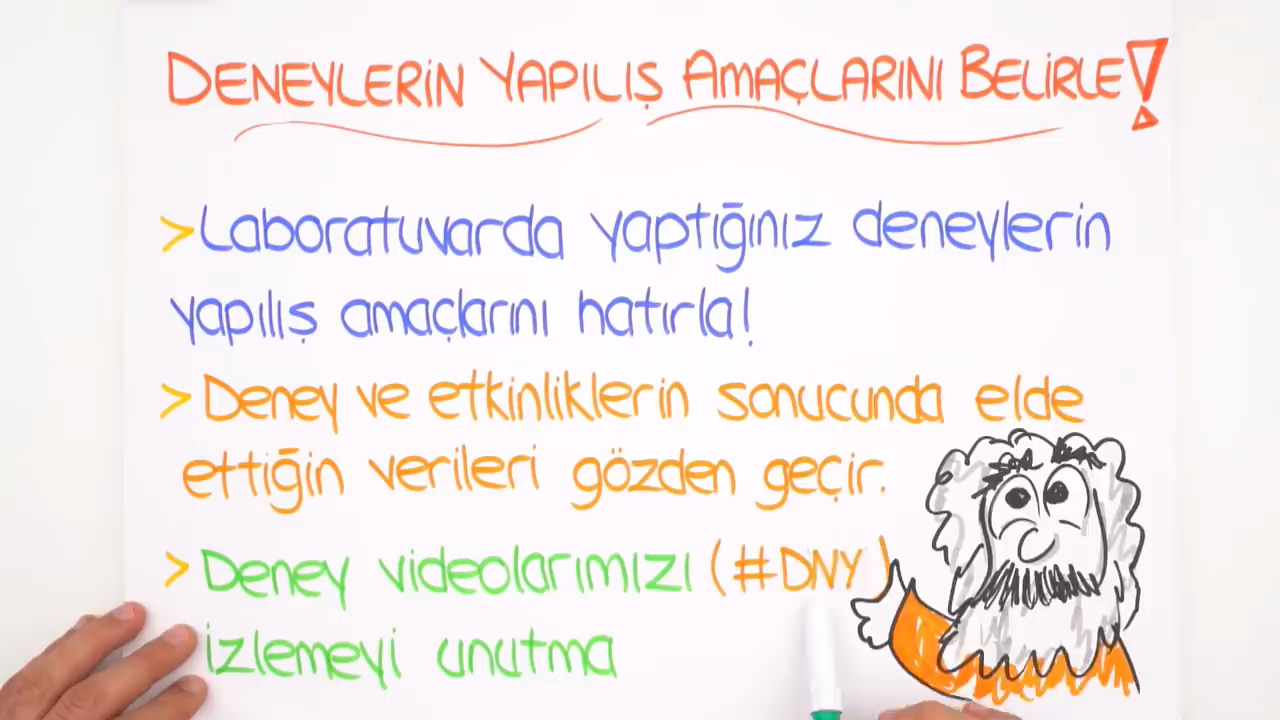 DENEYLERİN YAPILIŞ AMAÇLARINI BELİRLE!
> Laboratuvarda yaptığınız deneylerin
yapılış amaçlarını hatırla!
> Deney ve etkinliklerin sonucunda elde
ettiğin verileri gözden geçir.
> Deney videolarımızı (#DNY)
izlemeyi unutma